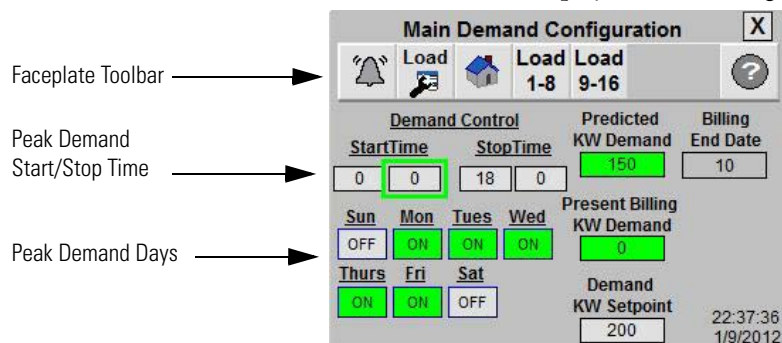 Main Demand Configuration X
Faceplate Toolbar
Load Load Load
1-8 9-16 ?
Peak Demand
Start/Stop Time
Demand Control
StartTime StopTime
0 0 18 0
Predicted
KW Demand
150
Billing
End Date
10
Peak Demand Days
Sun Mon Tues Wed
OFF ON ON ON
Thurs Fri Sat
ON ON OFF
Present Billing
KW Demand
0
Demand
KW Setpoint
200
22:37:36
1/9/2012